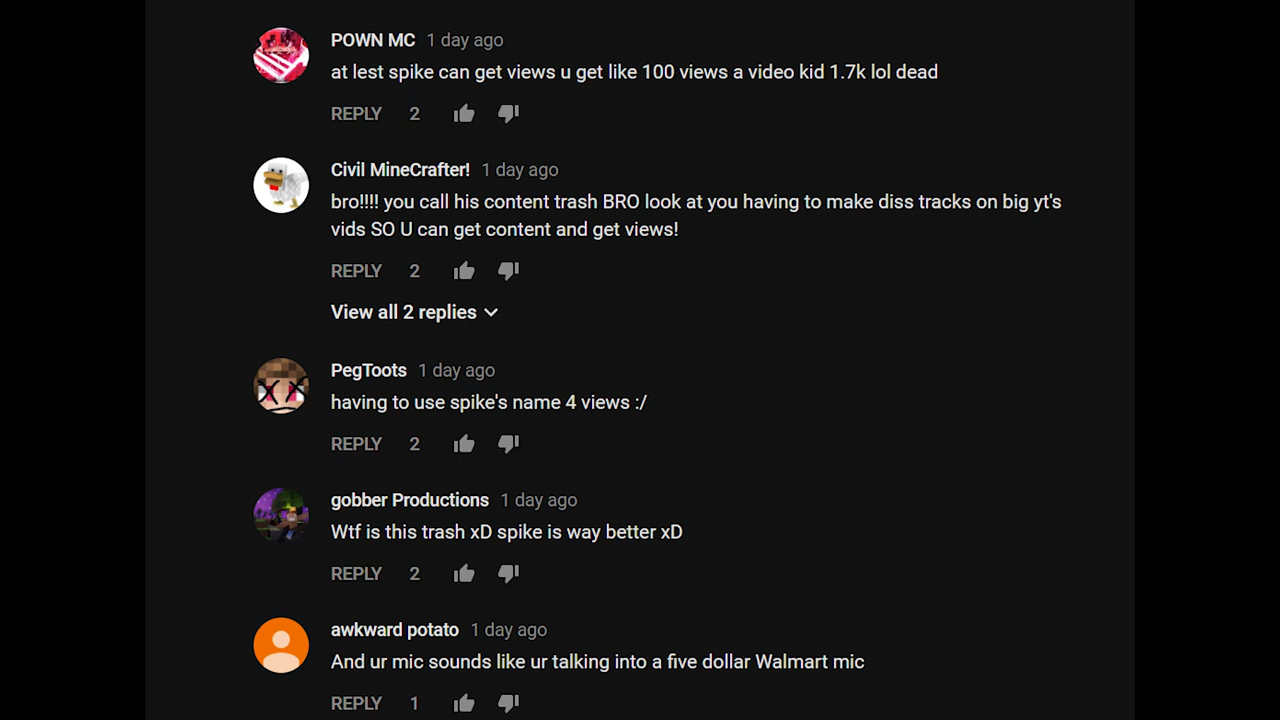 POWN MC 1 day ago
at lest spike can get views u get like 100 views a video kid 1.7k lol dead
REPLY 2
Civil MineCrafter! 1 day ago
bro!!!! you call his content trash BRO look at you having to make diss tracks on big yt's
vids SO U can get content and get views!
REPLY 2
View all 2 replies
PegToots 1 day ago
having to use spike's name 4 views :/
REPLY 2
gobber Productions 1 day ago
Wtf is this trash xD spike is way better xD
REPLY 2
awkward potato 1 day ago
And ur mic sounds like ur talking into a five dollar Walmart mic
REPLY 1